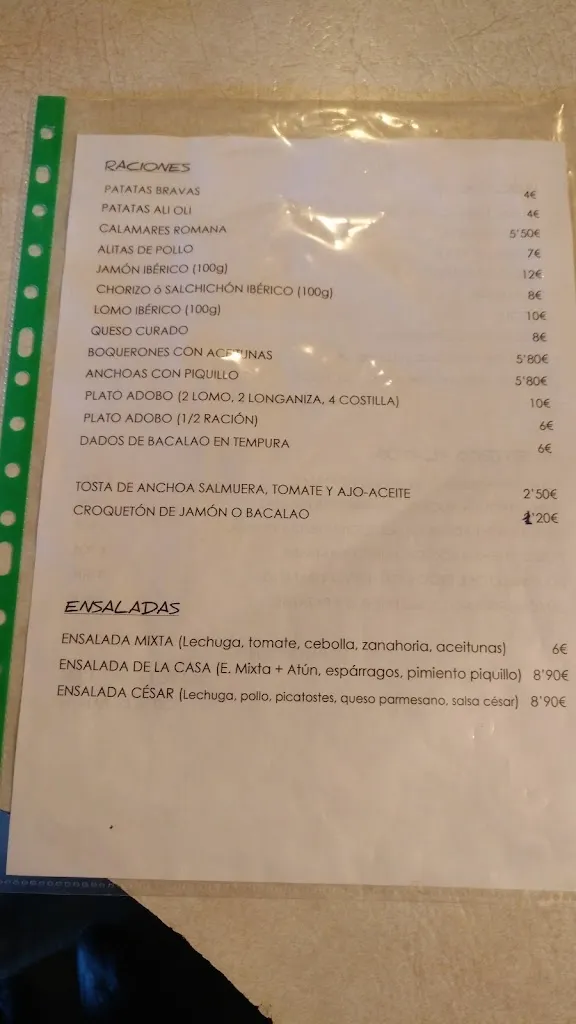 RACIONES
PATATAS BRAVAS 4€
PATATAS ALI OLI 4€
CALAMARES ROMANA 5'50€
ALITAS DE POLLO 7€
JAMÓN IBÉRICO (100g) 12€
CHORIZO ó SALCHICHÓN IBÉRICO (100g) 8€
LOMO IBÉRICO (100g) 10€
QUESO CURADO 8€
BOQUERONES CON ACEITUNAS 5'80€
ANCHOAS CON PIQUILLO 5'80€
PLATO ADOBO (2 LOMO, 2 LONGANIZA, 4 COSTILLA) 10€
PLATO ADOBO (1/2 RACIÓN) 6€
DADOS DE BACALAO EN TEMPURA 6€
TOSTA DE ANCHOA SALMUERA, TOMATE Y AJO-ACEITE 2'50€
CROQUETÓN DE JAMÓN O BACALAO 1'20€
ENSALADAS
ENSALADA MIXTA (Lechuga, tomate, cebolla, zanahoria, aceitunas) 6€
ENSALADA DE LA CASA (E. Mixta + Atún, espárragos, pimiento piquillo) 8'90€
ENSALADA CÉSAR (Lechuga, pollo, picatostes, queso parmesano, salsa césar) 8'90€